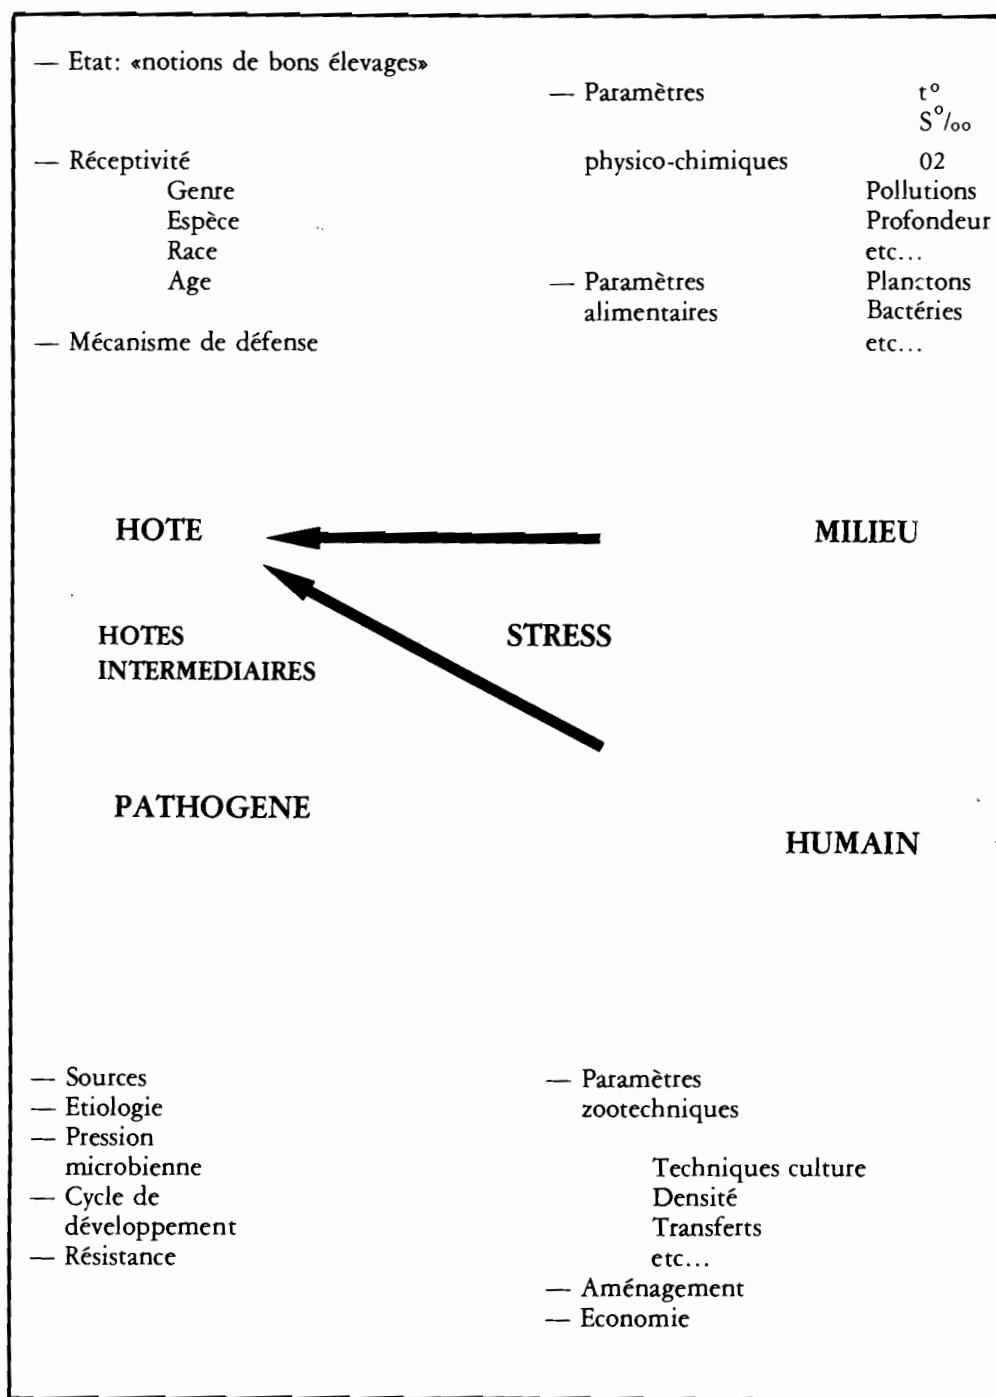 — Etat: «notions de bons élevages»
— Réceptivité
Genre
Espèce
Race
Age
— Mécanisme de défense
— Paramètres t°
S°/oo
physico-chimiques 02
Pollutions
Profondeur
etc...
— Paramètres Planctons
alimentaires Bactéries
etc...
HOTE
MILIEU
HOTES
INTERMEDIAIRES
STRESS
PATHOGENE
HUMAIN
— Sources
— Etiologie
— Pression
microbienne
— Cycle de
développement
— Résistance
— Paramètres
zootechniques
Techniques culture
Densité
Transferts
etc...
— Aménagement
— Economie